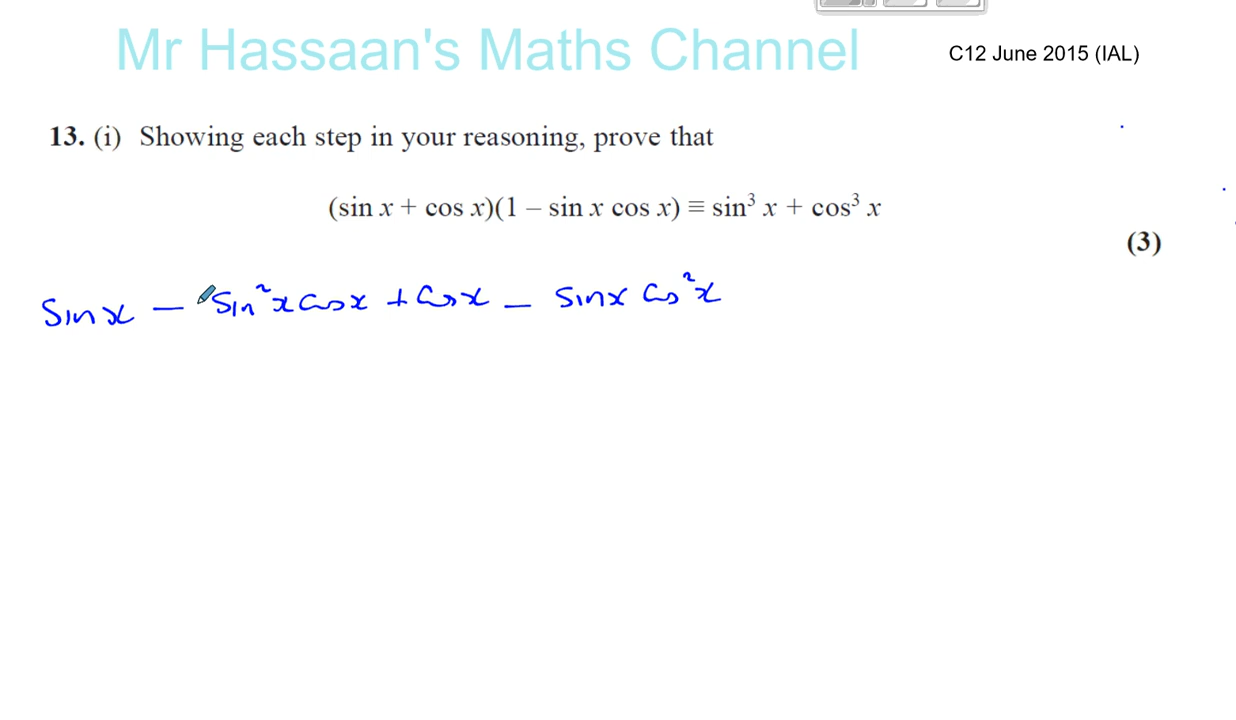 Mr Hassaan's Maths Channel
C12 June 2015 (IAL)
13. (i) Showing each step in your reasoning, prove that
(sin x + cos x)(1 – sin x cos x) ≡ sin³ x + cos³ x
(3)
Sin x – Sin²x Cos x + Cos x – Sin x Cos²x